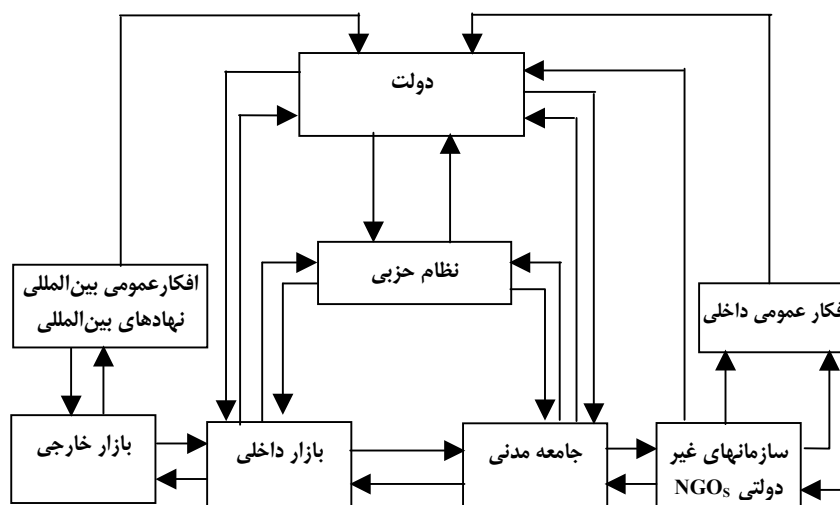 دولت
نظام حزبی
افکارعمومی بین‌المللی
نهادهای بین‌المللی
فکار عمومی داخلی
سازمانهای غیر
دولتی NGOs
جامعه مدنی
بازار داخلی
بازار خارجی